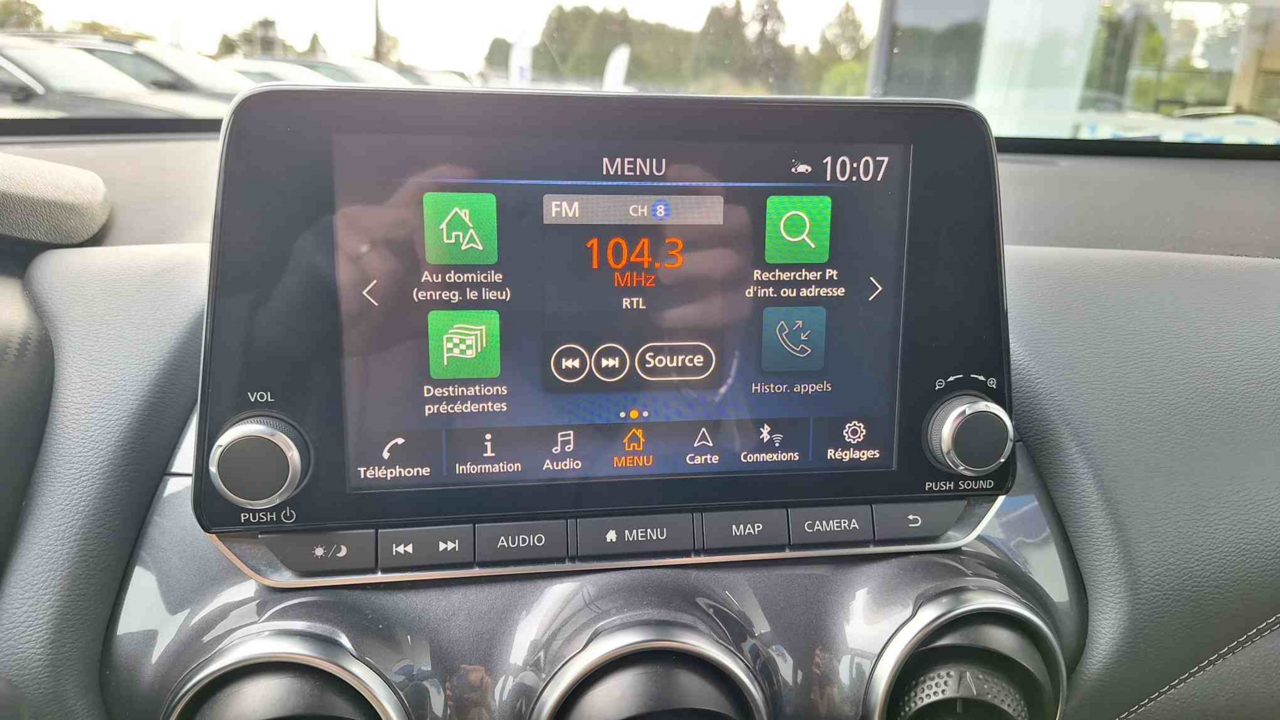 MENU
10:07
FM CH 8
104.3
MHz
RTL
Au domicile
(enreg. le lieu)
Rechercher Pt
d'int. ou adresse
Source
Destinations
précédentes
Histor. appels
Téléphone
Information
Audio
MENU
Carte
Connexions
Réglages
VOL
PUSH
PUSH SOUND
AUDIO
MENU
MAP
CAMERA